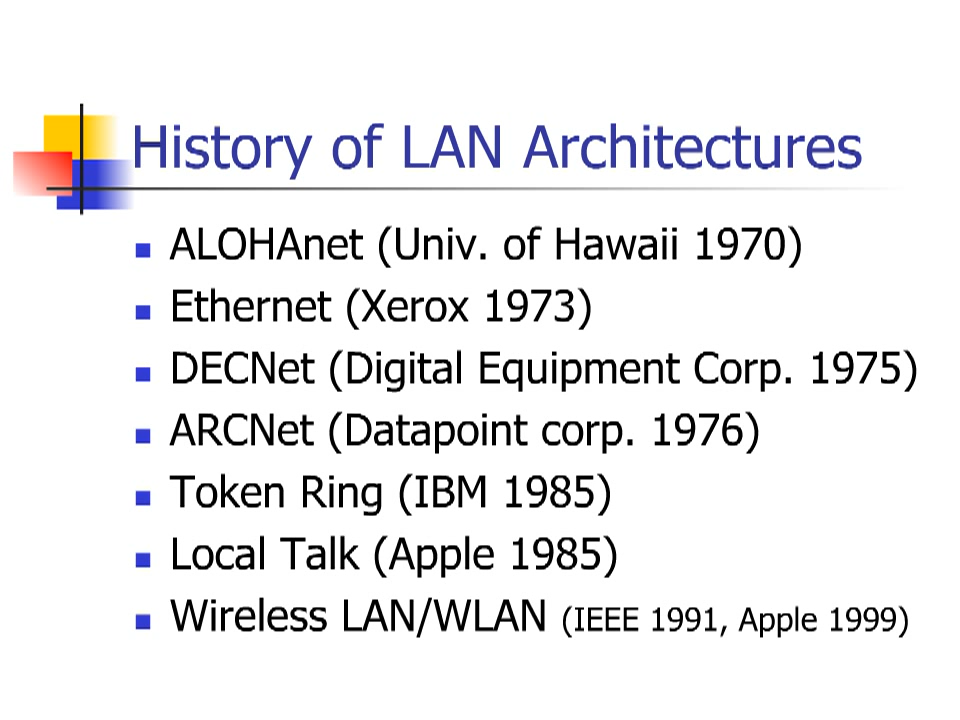 History of LAN Architectures
ALOHAnet (Univ. of Hawaii 1970)
Ethernet (Xerox 1973)
DECNet (Digital Equipment Corp. 1975)
ARCNet (Datapoint corp. 1976)
Token Ring (IBM 1985)
Local Talk (Apple 1985)
Wireless LAN/WLAN (IEEE 1991, Apple 1999)